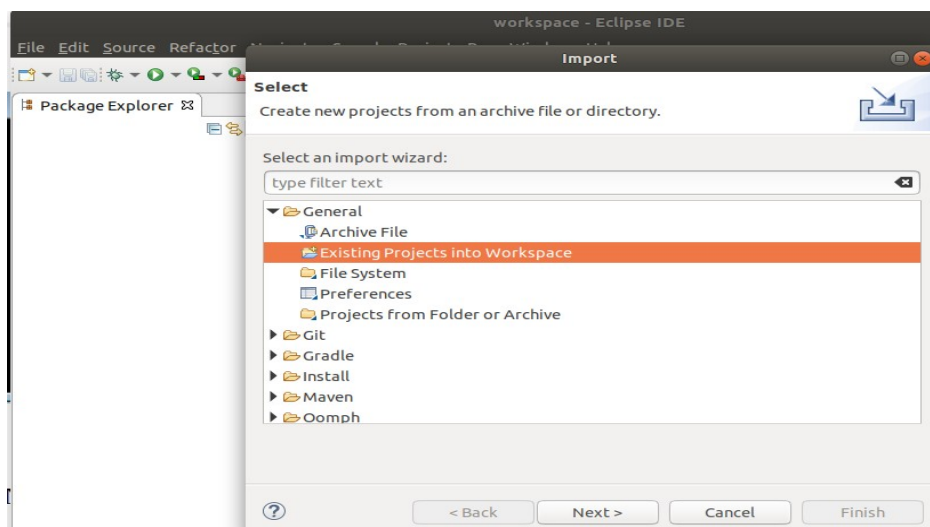 workspace - Eclipse IDE
File Edit Source Refactor
Import
Package Explorer
Select
Create new projects from an archive file or directory.
Select an import wizard:
type filter text
General
Archive File
Existing Projects into Workspace
File System
Preferences
Projects from Folder or Archive
Git
Gradle
Install
Maven
Oomph
< Back Next > Cancel Finish